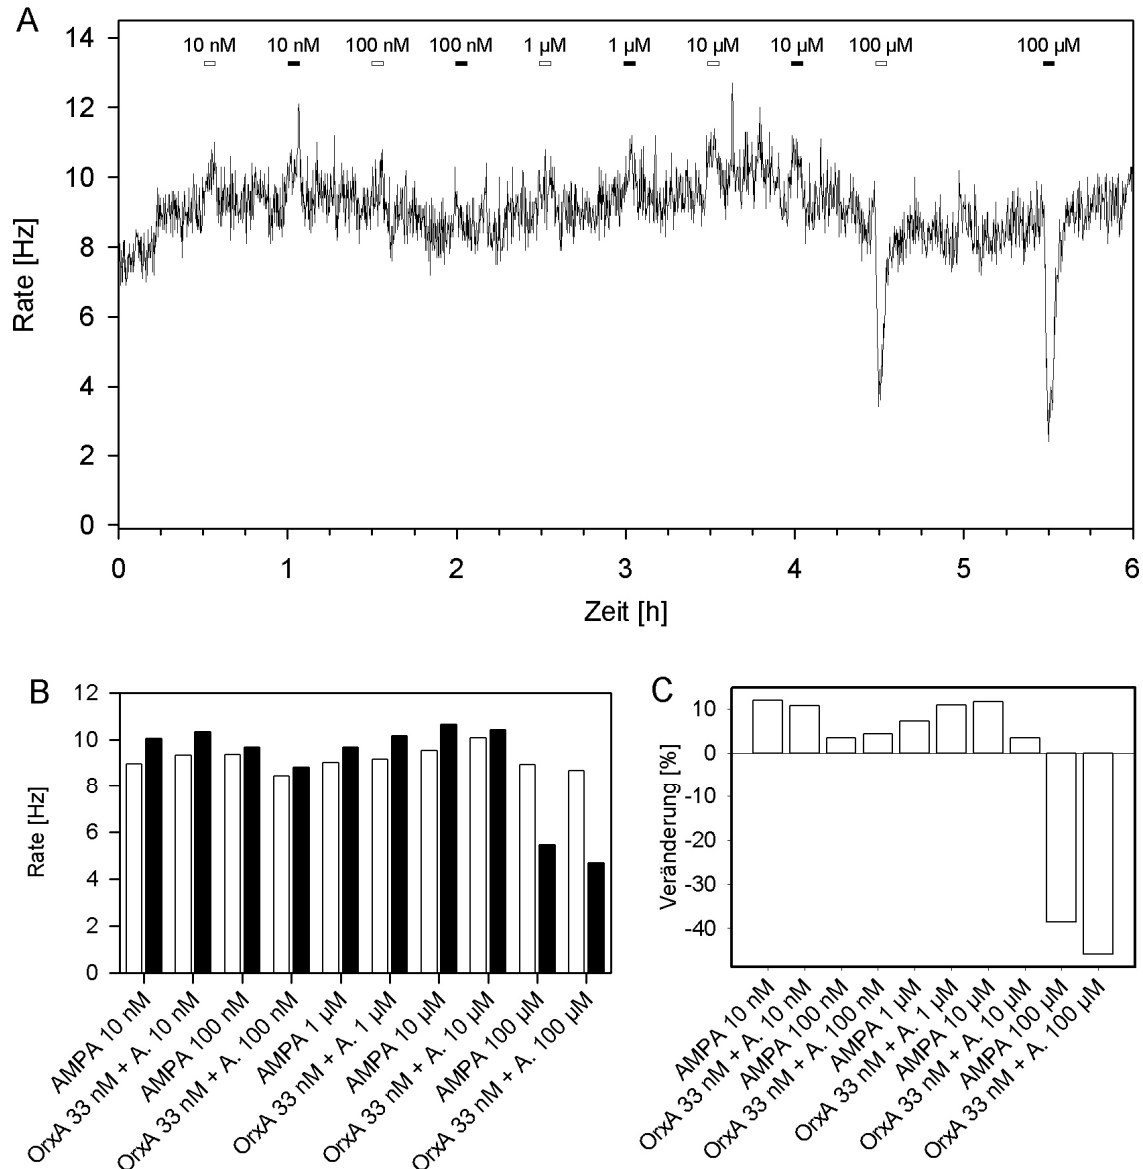 A
14
12
10
8
6
4
2
0
Rate [Hz]
10 nM 10 nM 100 nM 100 nM 1 µM 1 µM 10 µM 10 µM 100 µM 100 µM
0 1 2 3 4 5 6
Zeit [h]
B
12
10
8
6
4
2
0
Rate [Hz]
AMPA 10 nM
OrxA 33 nM + A. 10 nM
AMPA 100 nM
OrxA 33 nM + A. 100 nM
AMPA 1 µM
OrxA 33 nM + A. 1 µM
AMPA 10 µM
OrxA 33 nM + A. 10 µM
AMPA 100 µM
OrxA 33 nM + A. 100 µM
C
10
0
-10
-20
-30
-40
Veränderung [%]
AMPA 10 nM
OrxA 33 nM + A. 10 nM
AMPA 100 nM
OrxA 33 nM + A. 100 nM
AMPA 1 µM
OrxA 33 nM + A. 1 µM
AMPA 10 µM
OrxA 33 nM + A. 10 µM
AMPA 100 µM
OrxA 33 nM + A. 100 µM